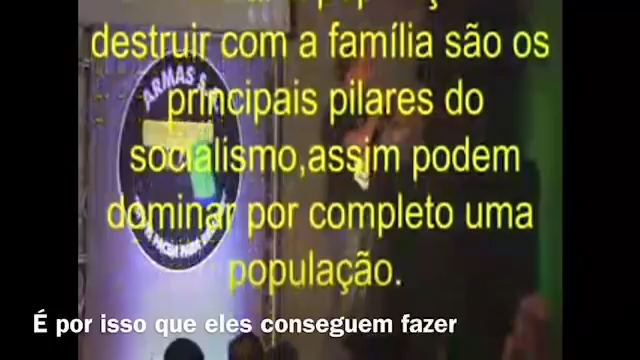 destruir com a família são os
principais pilares do
socialismo,assim podem
dominar por completo uma
população.
ARMAS
É por isso que eles conseguem fazer